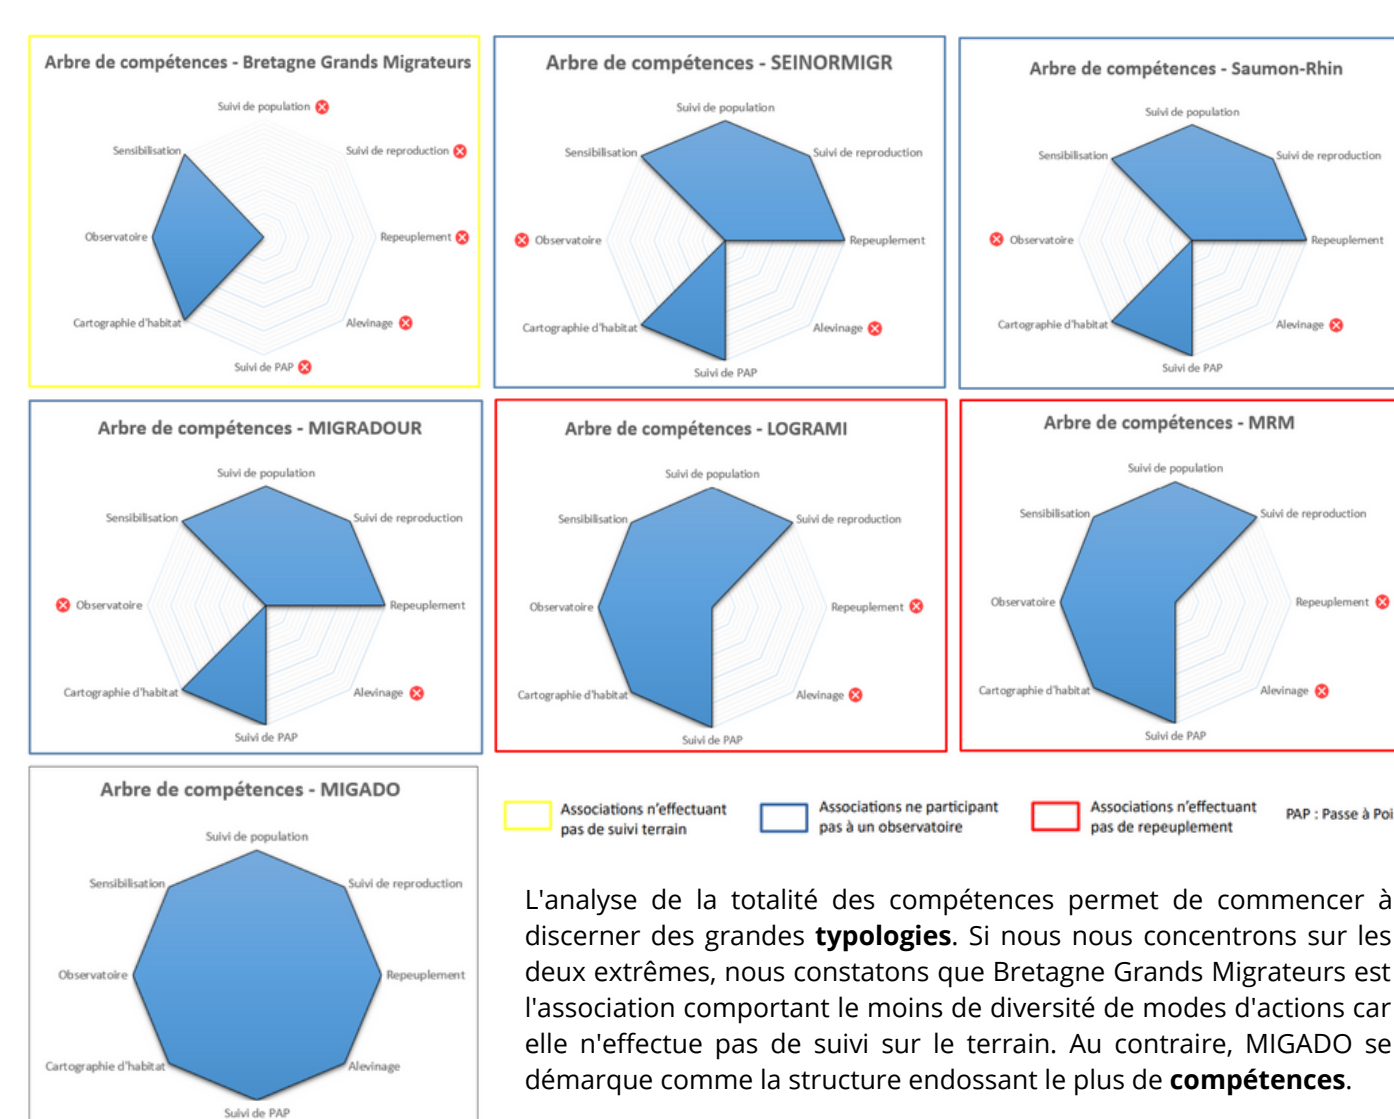 Arbre de compétences - Bretagne Grands Migrateurs
Suivi de population
Sensibilisation
Suivi de reproduction
Observatoire
Repeuplement
Cartographie d'habitat
Alevinage
Suivi de PAP
Arbre de compétences - SEINORMIGR
Suivi de population
Sensibilisation
Suivi de reproduction
Observatoire
Repeuplement
Cartographie d'habitat
Alevinage
Suivi de PAP
Arbre de compétences - Saumon-Rhin
Suivi de population
Sensibilisation
Suivi de reproduction
Observatoire
Repeuplement
Cartographie d'habitat
Alevinage
Suivi de PAP
Arbre de compétences - MIGRADOUR
Suivi de population
Sensibilisation
Suivi de reproduction
Observatoire
Repeuplement
Cartographie d'habitat
Alevinage
Suivi de PAP
Arbre de compétences - LOGRAMI
Suivi de population
Sensibilisation
Suivi de reproduction
Observatoire
Repeuplement
Cartographie d'habitat
Alevinage
Suivi de PAP
Arbre de compétences - MRM
Suivi de population
Sensibilisation
Suivi de reproduction
Observatoire
Repeuplement
Cartographie d'habitat
Alevinage
Suivi de PAP
Arbre de compétences - MIGADO
Suivi de population
Sensibilisation
Suivi de reproduction
Observatoire
Repeuplement
Cartographie d'habitat
Alevinage
Suivi de PAP
Associations n'effectuant
pas de suivi terrain
Associations ne participant
pas à un observatoire
Associations n'effectuant
pas de repeuplement
PAP : Passe à Poi
L'analyse de la totalité des compétences permet de commencer à
discerner des grandes typologies. Si nous nous concentrons sur les
deux extrêmes, nous constatons que Bretagne Grands Migrateurs est
l'association comportant le moins de diversité de modes d'actions car
elle n'effectue pas de suivi sur le terrain. Au contraire, MIGADO se
démarque comme la structure endossant le plus de compétences.